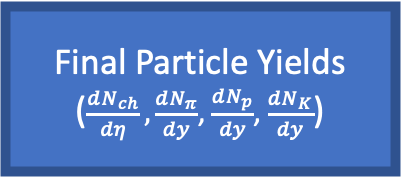 Final Particle Yields
(dN_ch/dη, dN_π/dy, dN_p/dy, dN_K/dy)